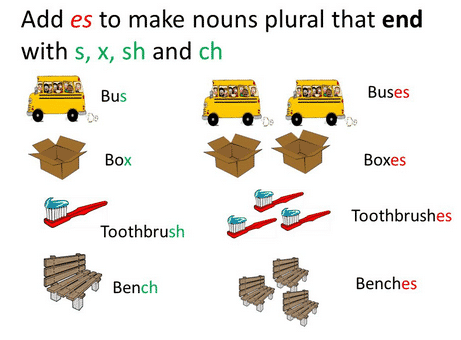 Add es to make nouns plural that end
with s, x, sh and ch
Bus
Buses
Box
Boxes
Toothbrush
Toothbrushes
Bench
Benches